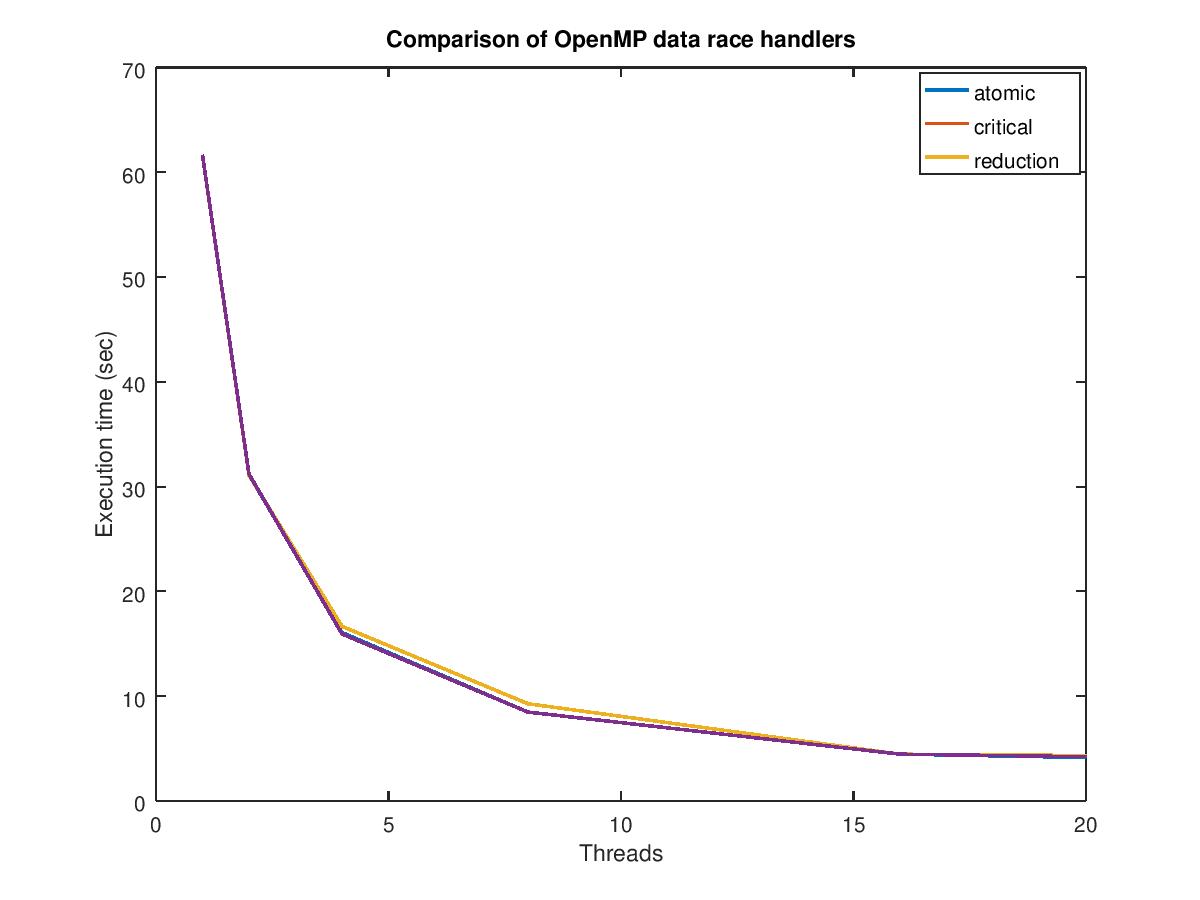 Comparison of OpenMP data race handlers
70
60
50
40
30
20
10
0
Execution time (sec)
atomic
critical
reduction
0 5 10 15 20
Threads